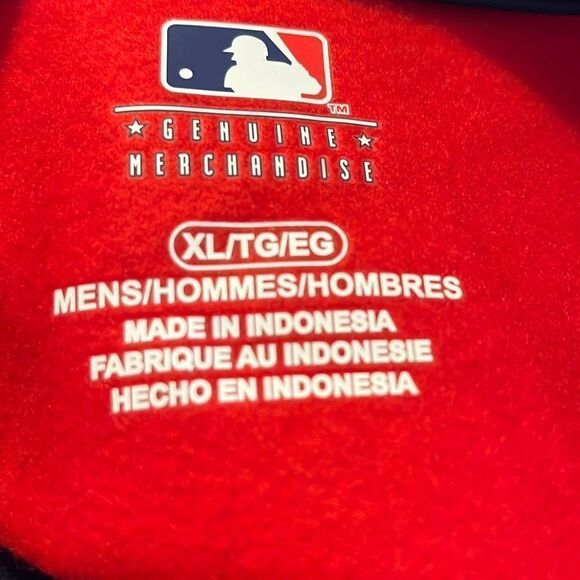 TM
★ GENUINE ★
MERCHANDISE
XL/TG/EG
MENS/HOMMES/HOMBRES
MADE IN INDONESIA
FABRIQUE AU INDONESIE
HECHO EN INDONESIA